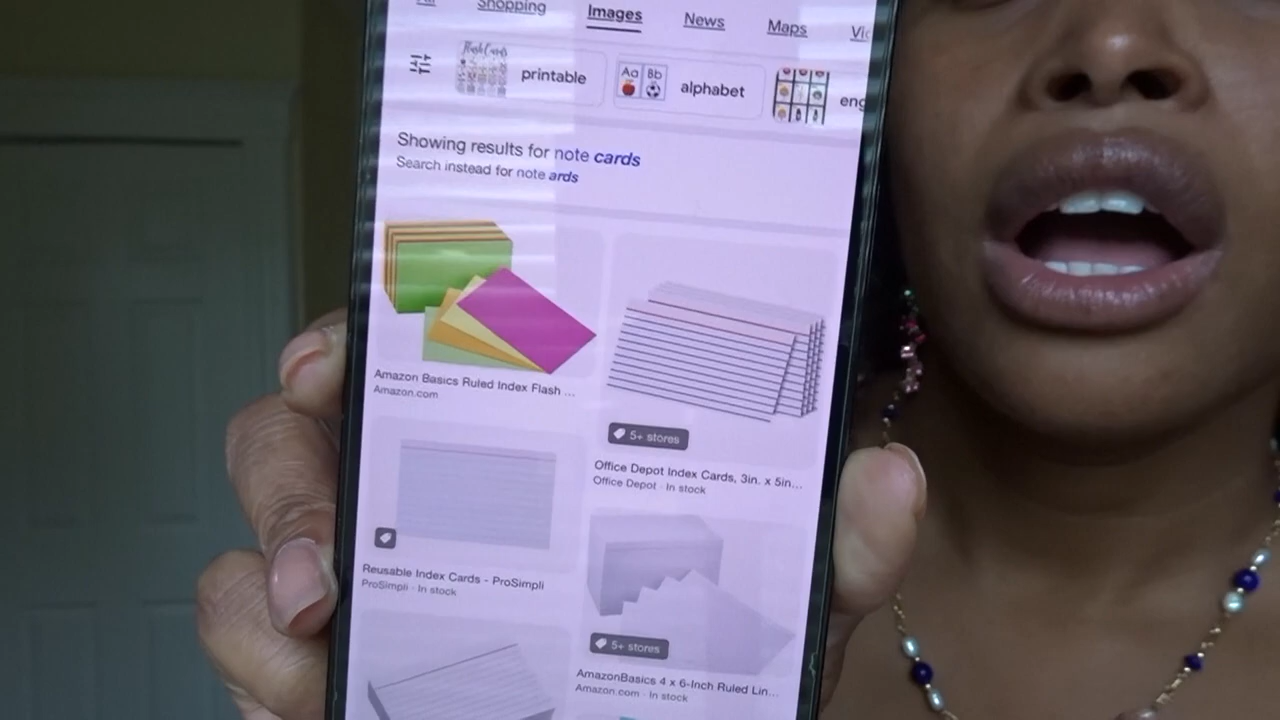 All Shopping Images News Maps
printable
Aa Bb alphabet
eng
Showing results for note cards
Search instead for note ards
Amazon Basics Ruled Index Flash ...
Amazon.com
5+ stores
Office Depot Index Cards, 3in. x 5in...
Office Depot · In stock
Reusable Index Cards - ProSimpli
ProSimpli · In stock
5+ stores
AmazonBasics 4 x 6-Inch Ruled Lin...
Amazon.com · In stock